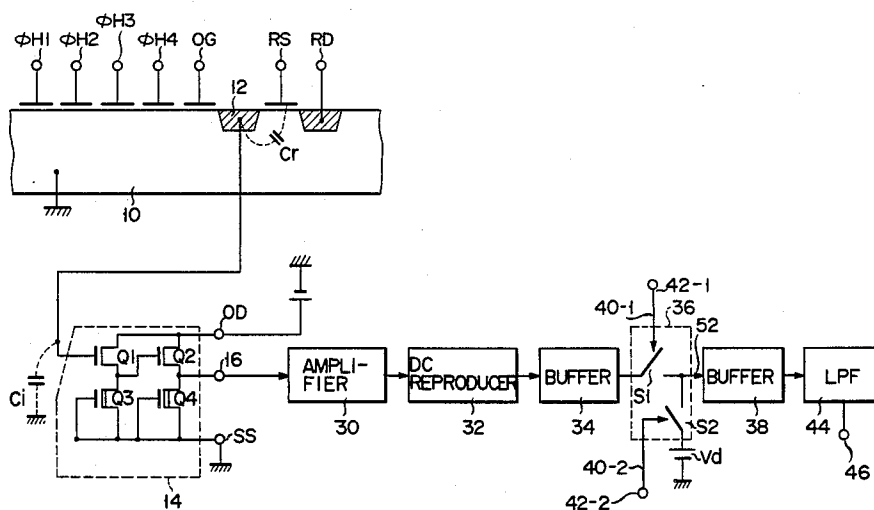 ΦH1 ΦH2 ΦH3 ΦH4 OG RS RD
12
Cr
10
OD
16
Q1 Q2
Q3 Q4
Ci
SS
14
AMPLI-
FIER
30
DC
REPRODUCER
32
BUFFER
34
42-1
40-1
36
52
S1
S2
Vd
40-2
42-2
BUFFER
38
LPF
44
46